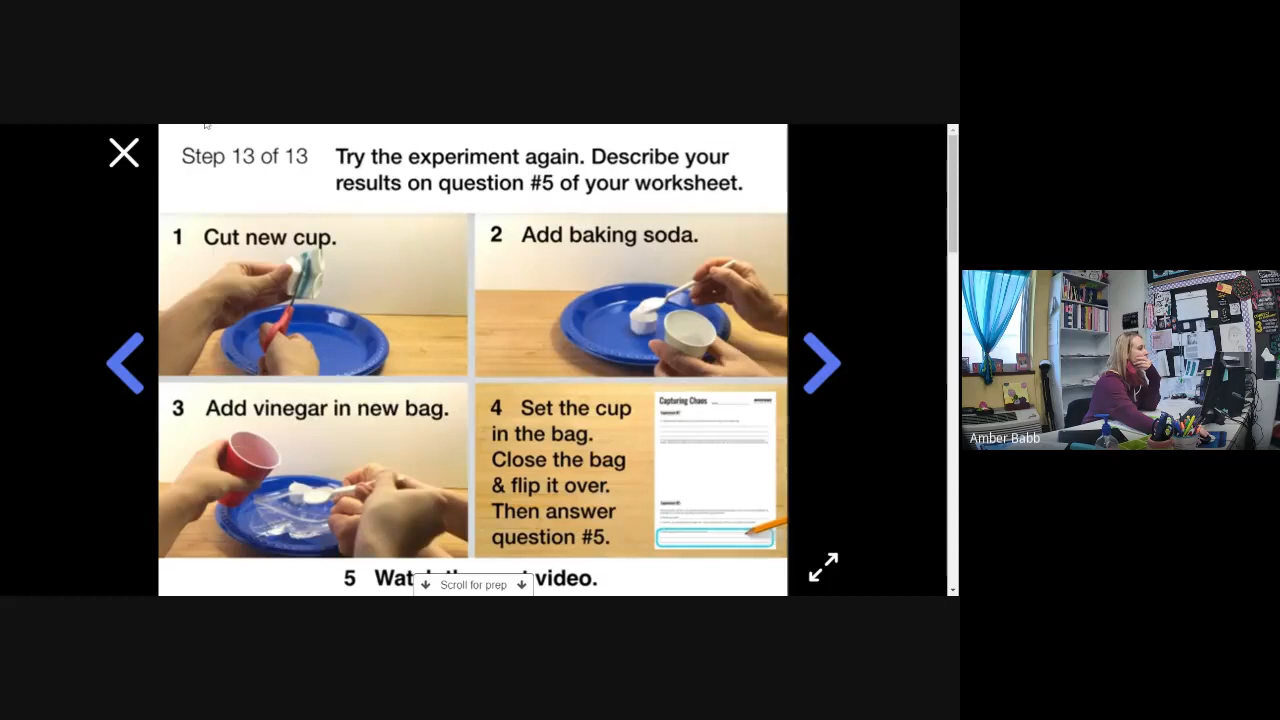 Step 13 of 13
Try the experiment again. Describe your
results on question #5 of your worksheet.
1 Cut new cup.
2 Add baking soda.
3 Add vinegar in new bag.
4 Set the cup
in the bag.
Close the bag
& flip it over.
Then answer
question #5.
Capturing Chaos
5 video.
Scroll for prep
Amber Babb